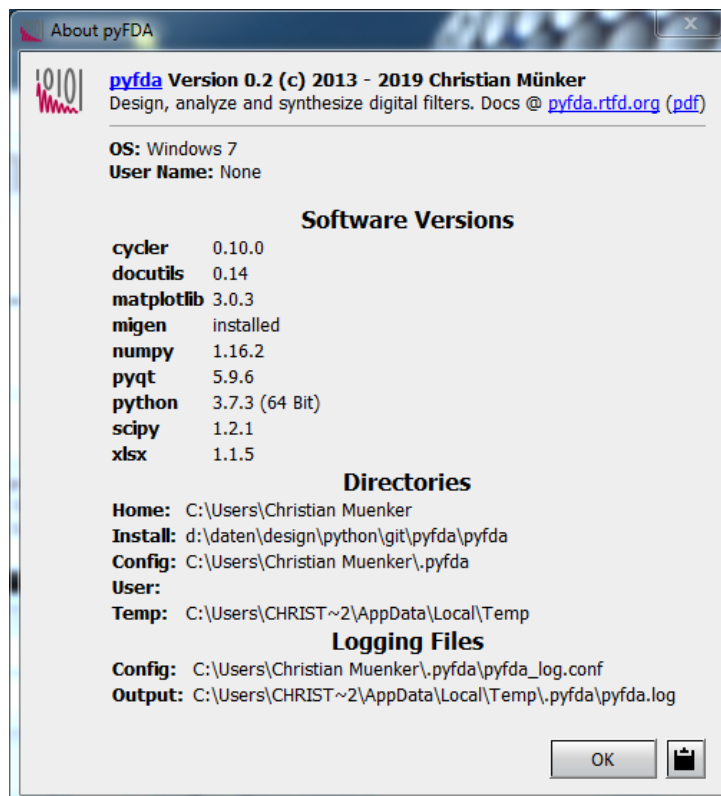 About pyFDA
pyfda Version 0.2 (c) 2013 - 2019 Christian Münker
Design, analyze and synthesize digital filters. Docs @ pyfda.rtfd.org (pdf)
OS: Windows 7
User Name: None
Software Versions
cycler 0.10.0
docutils 0.14
matplotlib 3.0.3
migen installed
numpy 1.16.2
pyqt 5.9.6
python 3.7.3 (64 Bit)
scipy 1.2.1
xlsx 1.1.5
Directories
Home: C:\Users\Christian Muenker
Install: d:\daten\design\python\git\pyfda\pyfda
Config: C:\Users\Christian Muenker\.pyfda
User:
Temp: C:\Users\CHRIST~2\AppData\Local\Temp
Logging Files
Config: C:\Users\Christian Muenker\.pyfda\pyfda_log.conf
Output: C:\Users\CHRIST~2\AppData\Local\Temp\.pyfda\pyfda.log
OK